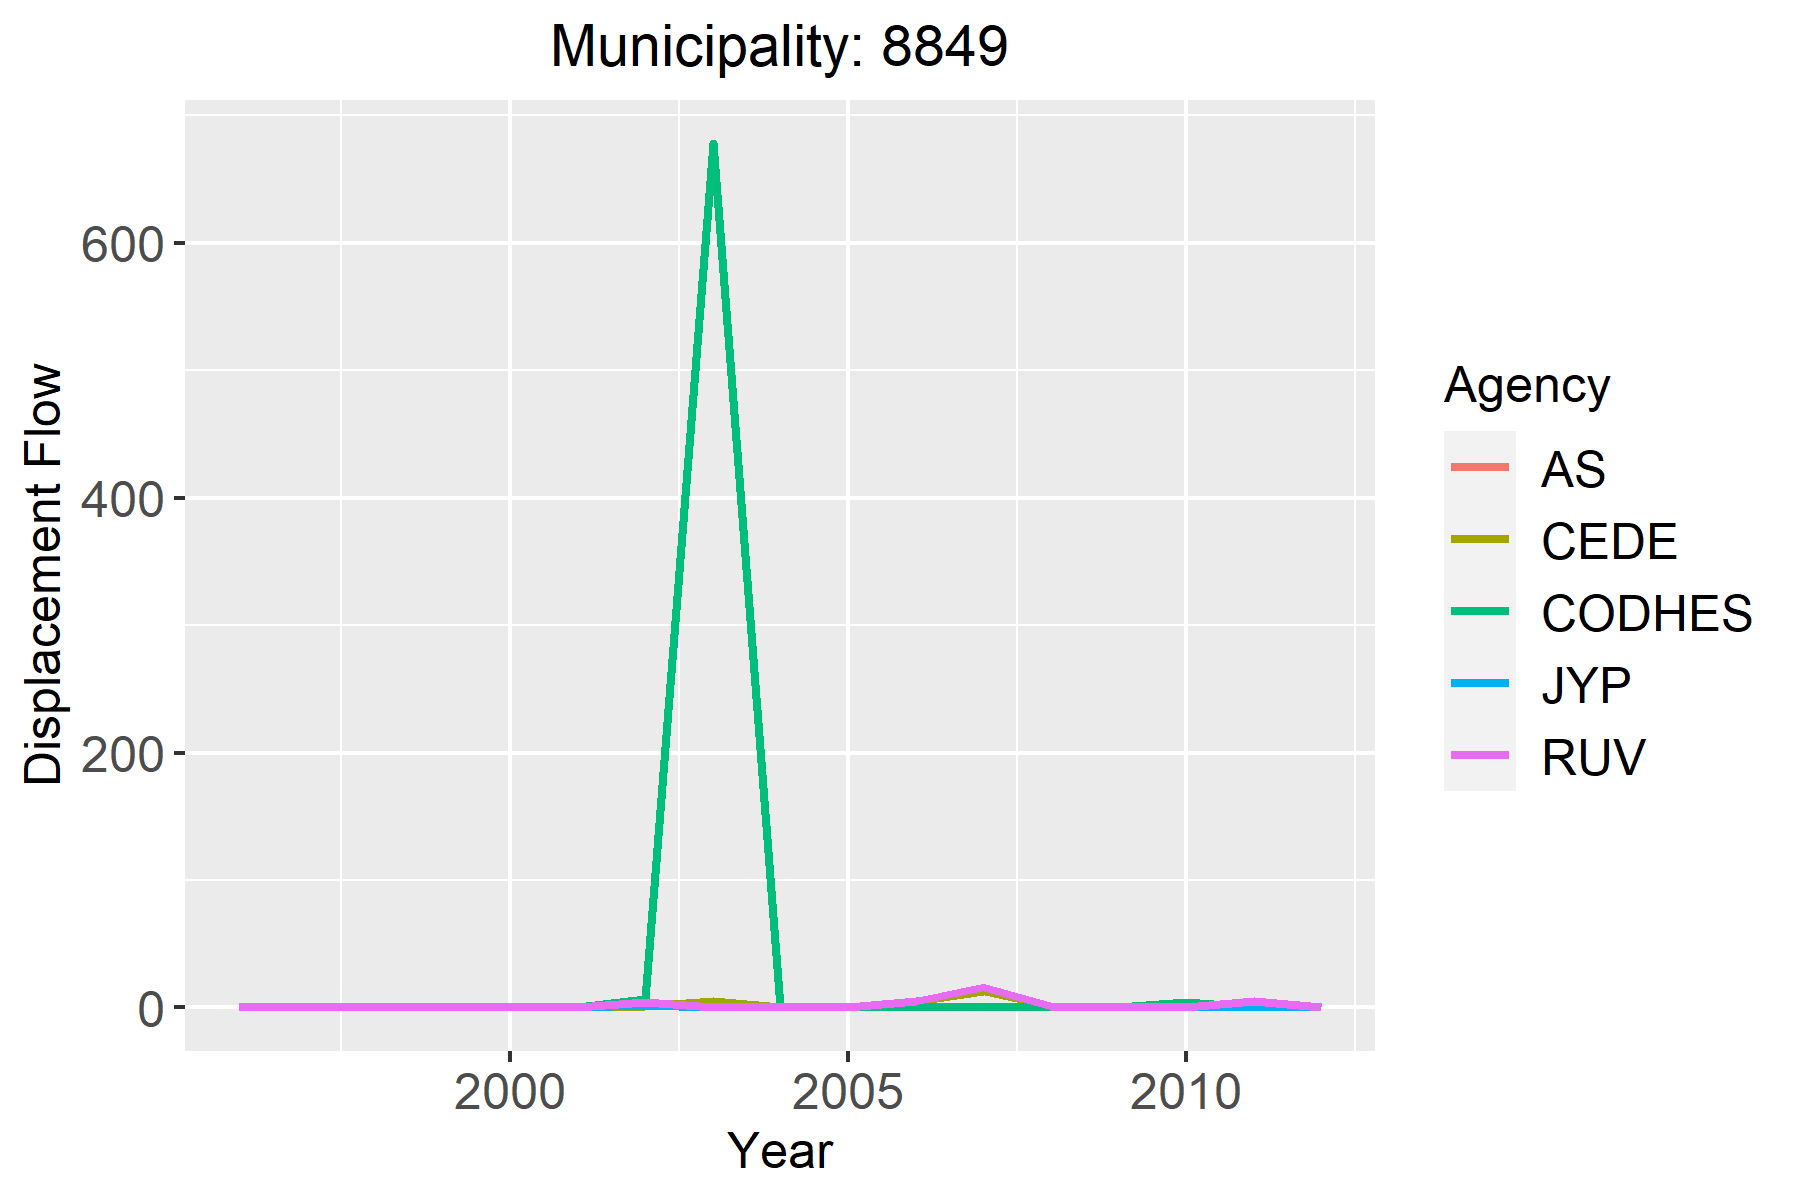 Municipality: 8849
Displacement Flow
600
400
200
0
2000 2005 2010
Year
Agency
AS
CEDE
CODHES
JYP
RUV